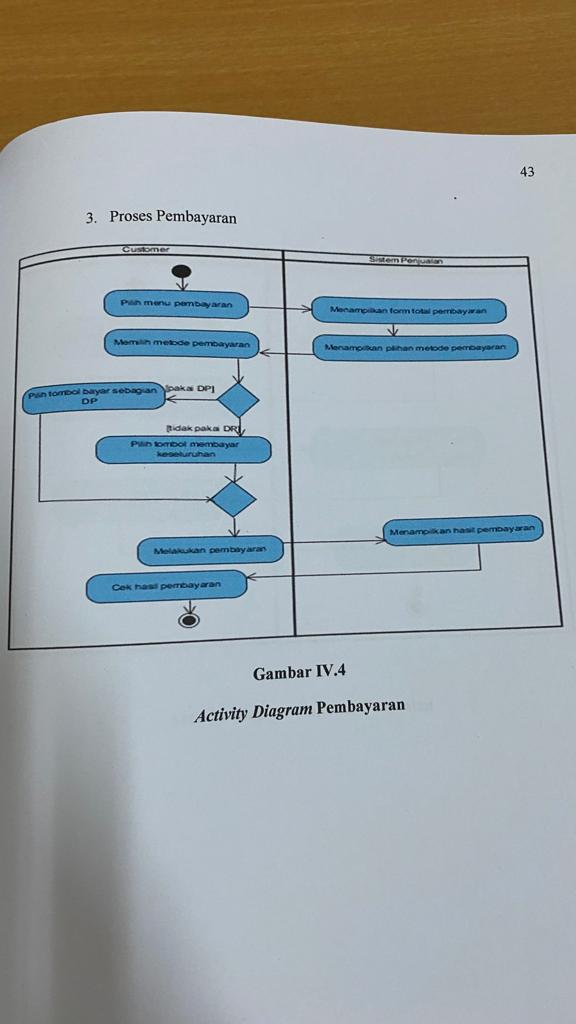 43
3. Proses Pembayaran
Customer
Sistem Penjualan
Pilih menu pembayaran
Menampilkan form total pembayaran
Memilih metode pembayaran
Menampilkan pilihan metode pembayaran
Pilih tombol bayar sebagian
DP
[pakai DP]
[tidak pakai DP]
Pilih tombol membayar
keseluruhan
Melakukan pembayaran
Menampilkan hasil pembayaran
Cek hasil pembayaran
Gambar IV.4
Activity Diagram Pembayaran